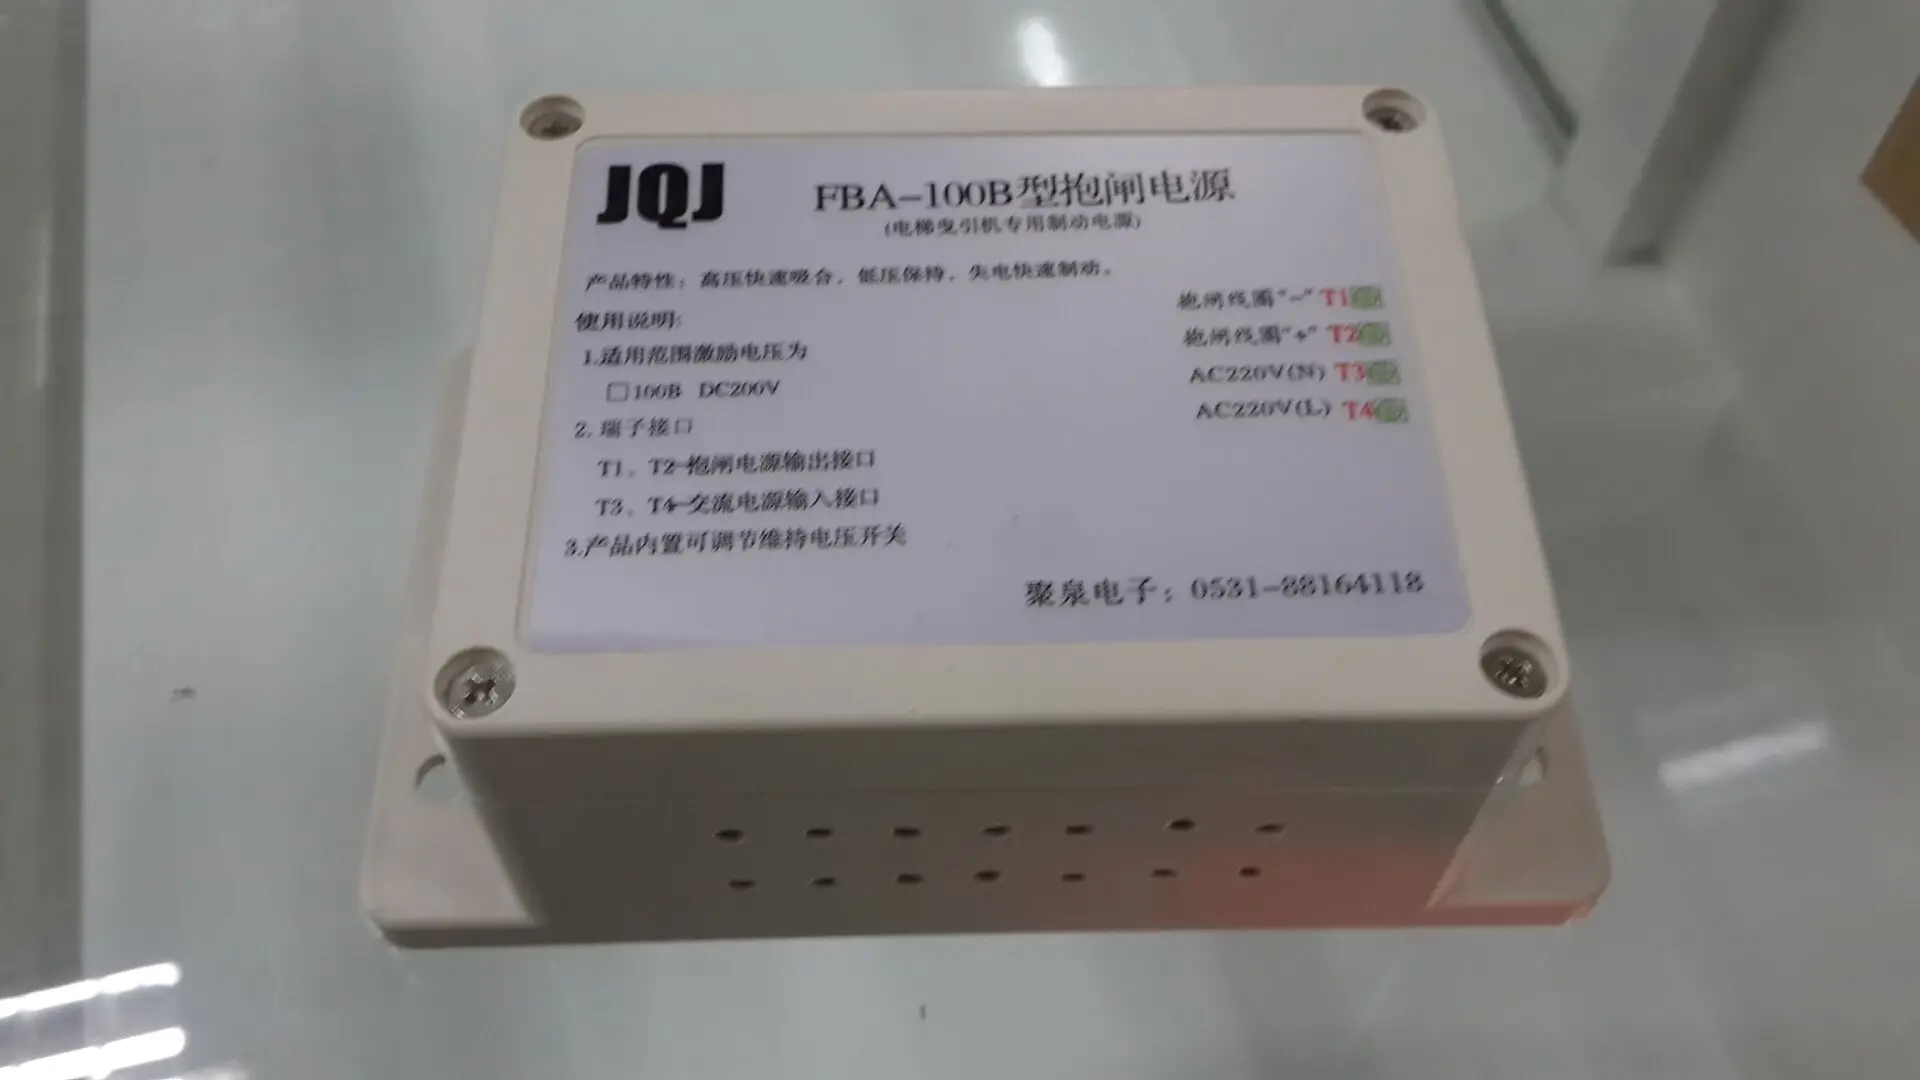 JQJ
FBA-100B型抱闸电源
(电梯曳引机专用制动电源)
产品特性：高压快速吸合、低压保持、失电快速制动。
抱闸线圈"-" T1
使用说明:
抱闸线圈"+" T2
1.适用范围激励电压为
AC220V(N) T3
□100B DC200V
AC220V(L) T4
2.瑞子接口
T1、T2-抱闸电源输出接口
T3、T4-交流电源输入接口
3.产品内置可调节维持电压开关
聚泉电子：0531-88164118